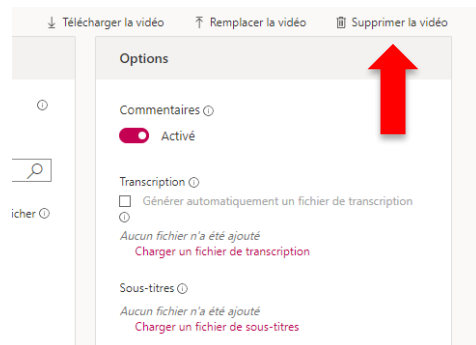 Télécharger la vidéo Remplacer la vidéo Supprimer la vidéo
Options
Commentaires
Activé
Transcription
Générer automatiquement un fichier de transcription
icher
Aucun fichier n'a été ajouté
Charger un fichier de transcription
Sous-titres
Aucun fichier n'a été ajouté
Charger un fichier de sous-titres